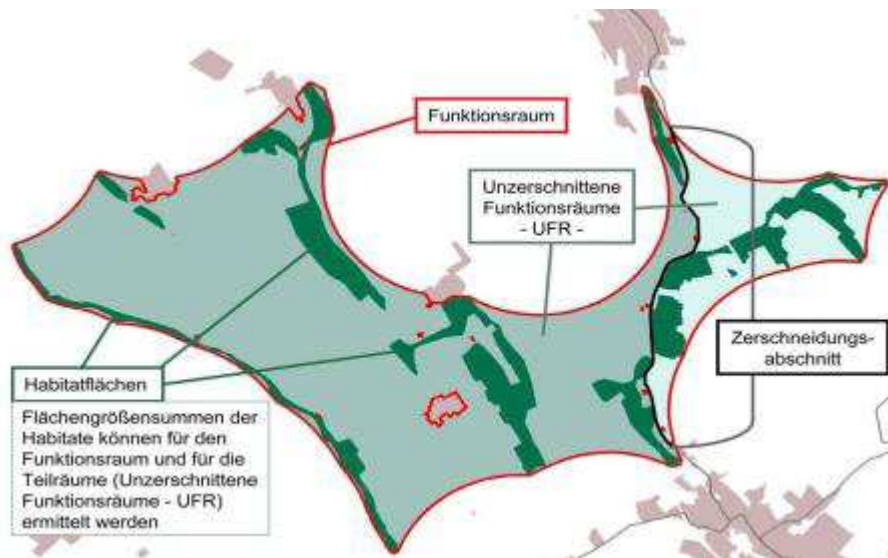 Funktionsraum
Unzerschnittene
Funktionsräume
- UFR -
Zerschneidungs-
abschnitt
Habitatflächen
Flächengrößensummen der
Habitate können für den
Funktionsraum und für die
Teilräume (Unzerschnittene
Funktionsräume - UFR)
ermittelt werden